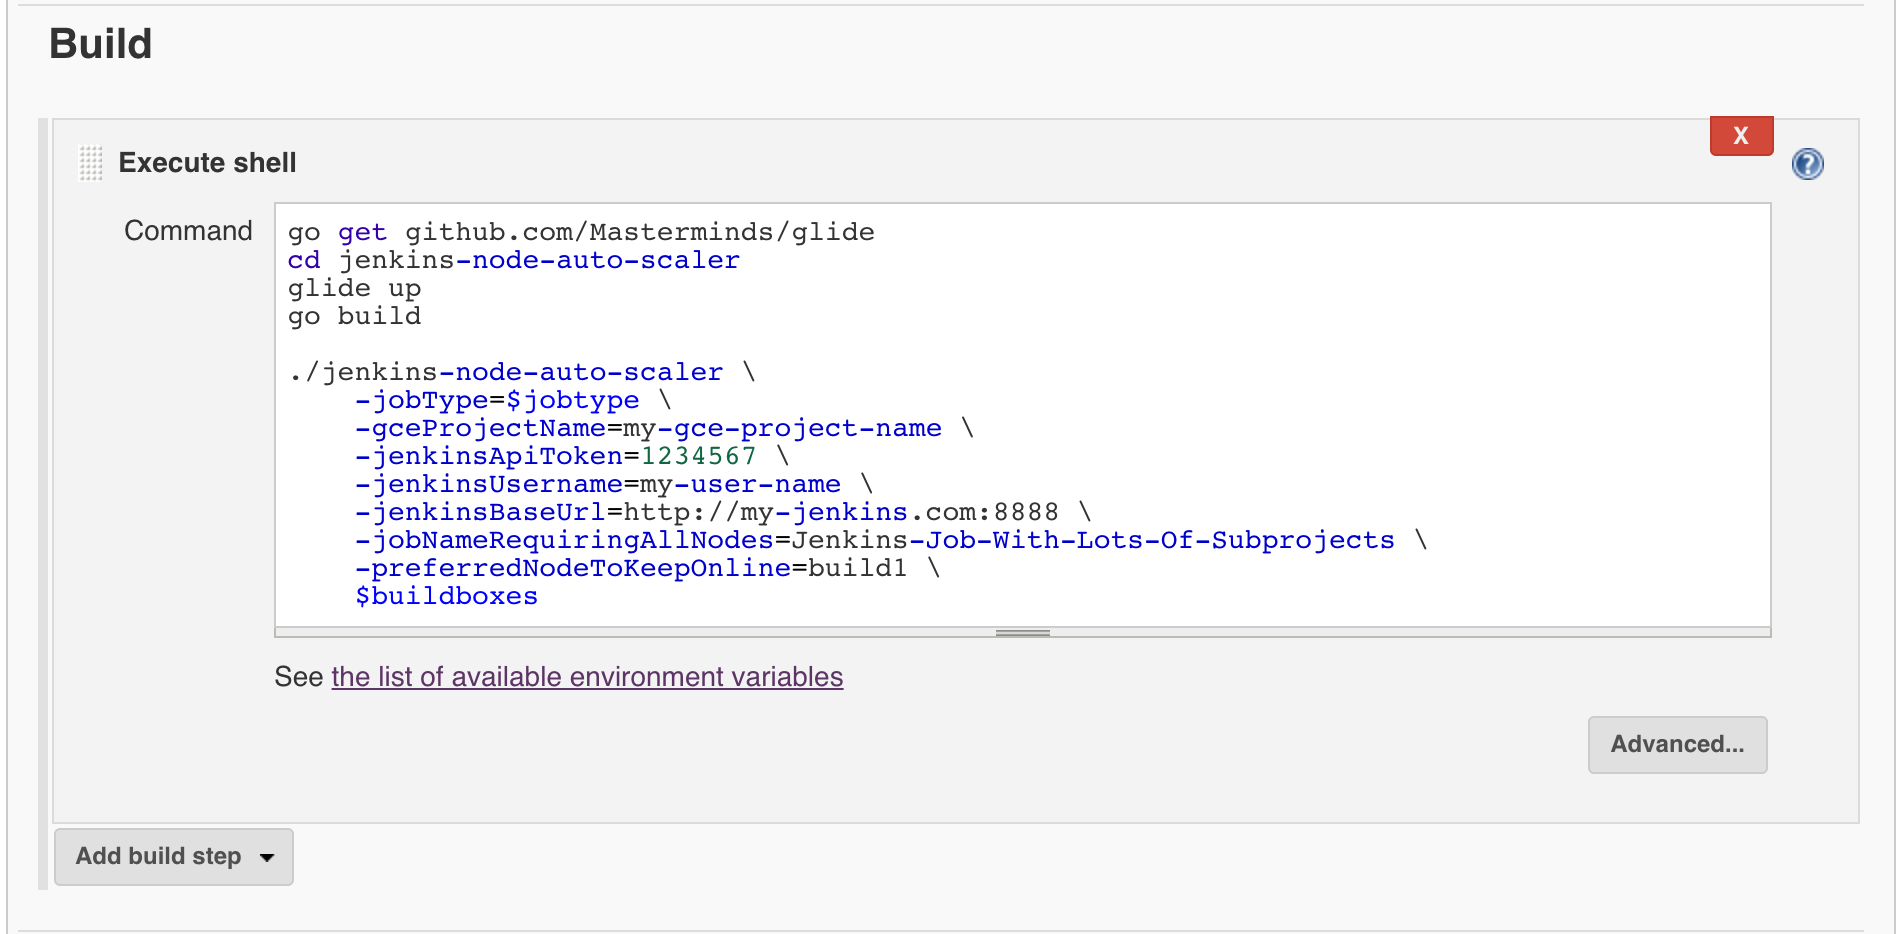 Build
X
Execute shell
?
Command
go get github.com/Masterminds/glide
cd jenkins-node-auto-scaler
glide up
go build
./jenkins-node-auto-scaler \
-jobType=$jobtype \
-gceProjectName=my-gce-project-name \
-jenkinsApiToken=1234567 \
-jenkinsUsername=my-user-name \
-jenkinsBaseUrl=http://my-jenkins.com:8888 \
-jobNameRequiringAllNodes=Jenkins-Job-With-Lots-Of-Subprojects \
-preferredNodeToKeepOnline=build1 \
$buildboxes
See the list of available environment variables
Advanced...
Add build step